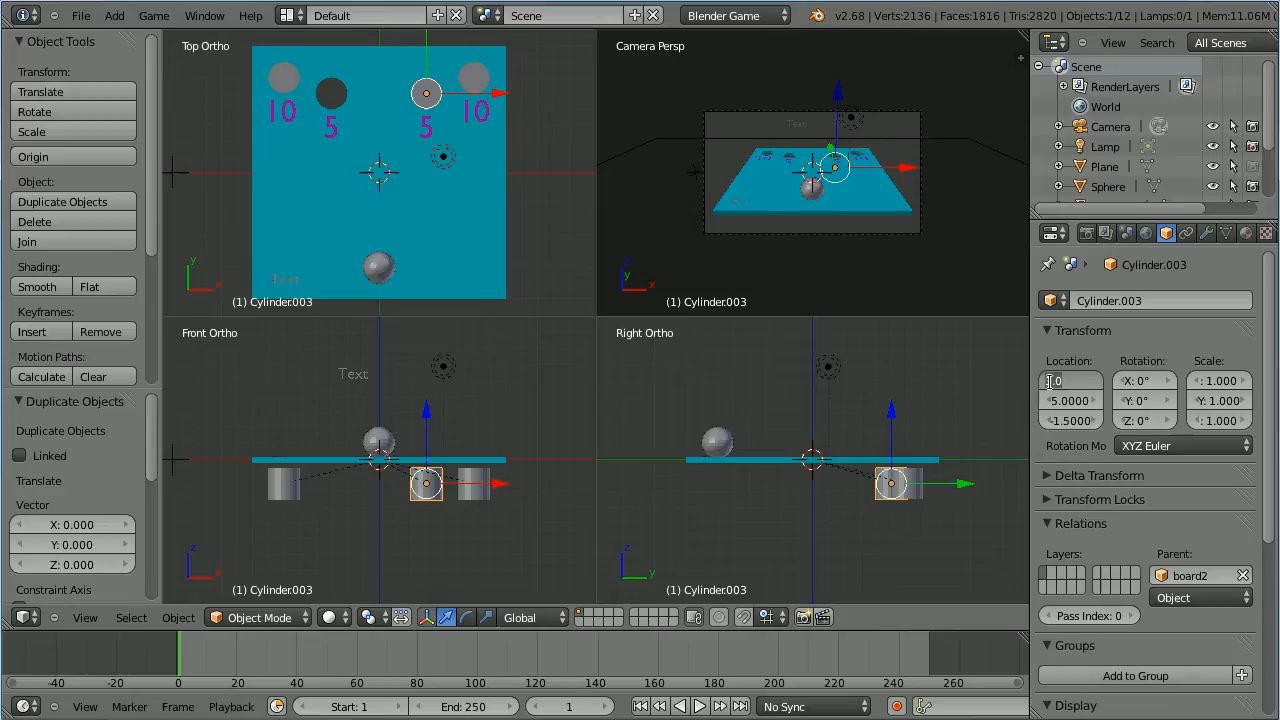 File Add Game Window Help Default Scene Blender Game v2.68 | Verts:2136 | Faces:1816 | Tris:2820 | Objects:1/12 | Lamps:0/1 | Mem:11.06M
Object Tools
Transform:
Translate
Rotate
Scale
Origin
Object:
Duplicate Objects
Delete
Join
Shading:
Smooth Flat
Keyframes:
Insert Remove
Motion Paths:
Calculate Clear
Duplicate Objects
Duplicate Objects
Linked
Translate
Vector
X: 0.000
Y: 0.000
Z: 0.000
Constraint Axis
Top Ortho
10 5 5 10
Text
y x
(1) Cylinder.003
Camera Persp
Text
z y x
(1) Cylinder.003
Front Ortho
Text
z x
(1) Cylinder.003
Right Ortho
z y
(1) Cylinder.003
View Search All Scenes
Scene
RenderLayers
World
Camera
Lamp
Plane
Sphere
Cylinder.003
Cylinder.003
Transform
Location: Rotation: Scale:
X: 0° : 1.000
5.0000 Y: 0° Y: 1.000
-1.5000 Z: 0° : 1.000
Rotation Mo XYZ Euler
Delta Transform
Transform Locks
Relations
Layers: Parent:
board2
Object
Pass Index: 0
Groups
Add to Group
Display
View Select Object Object Mode Global
-40 -20 0 20 40 60 80 100 120 140 160 180 200 220 240 260
View Marker Frame Playback Start: 1 End: 250 1 No Sync